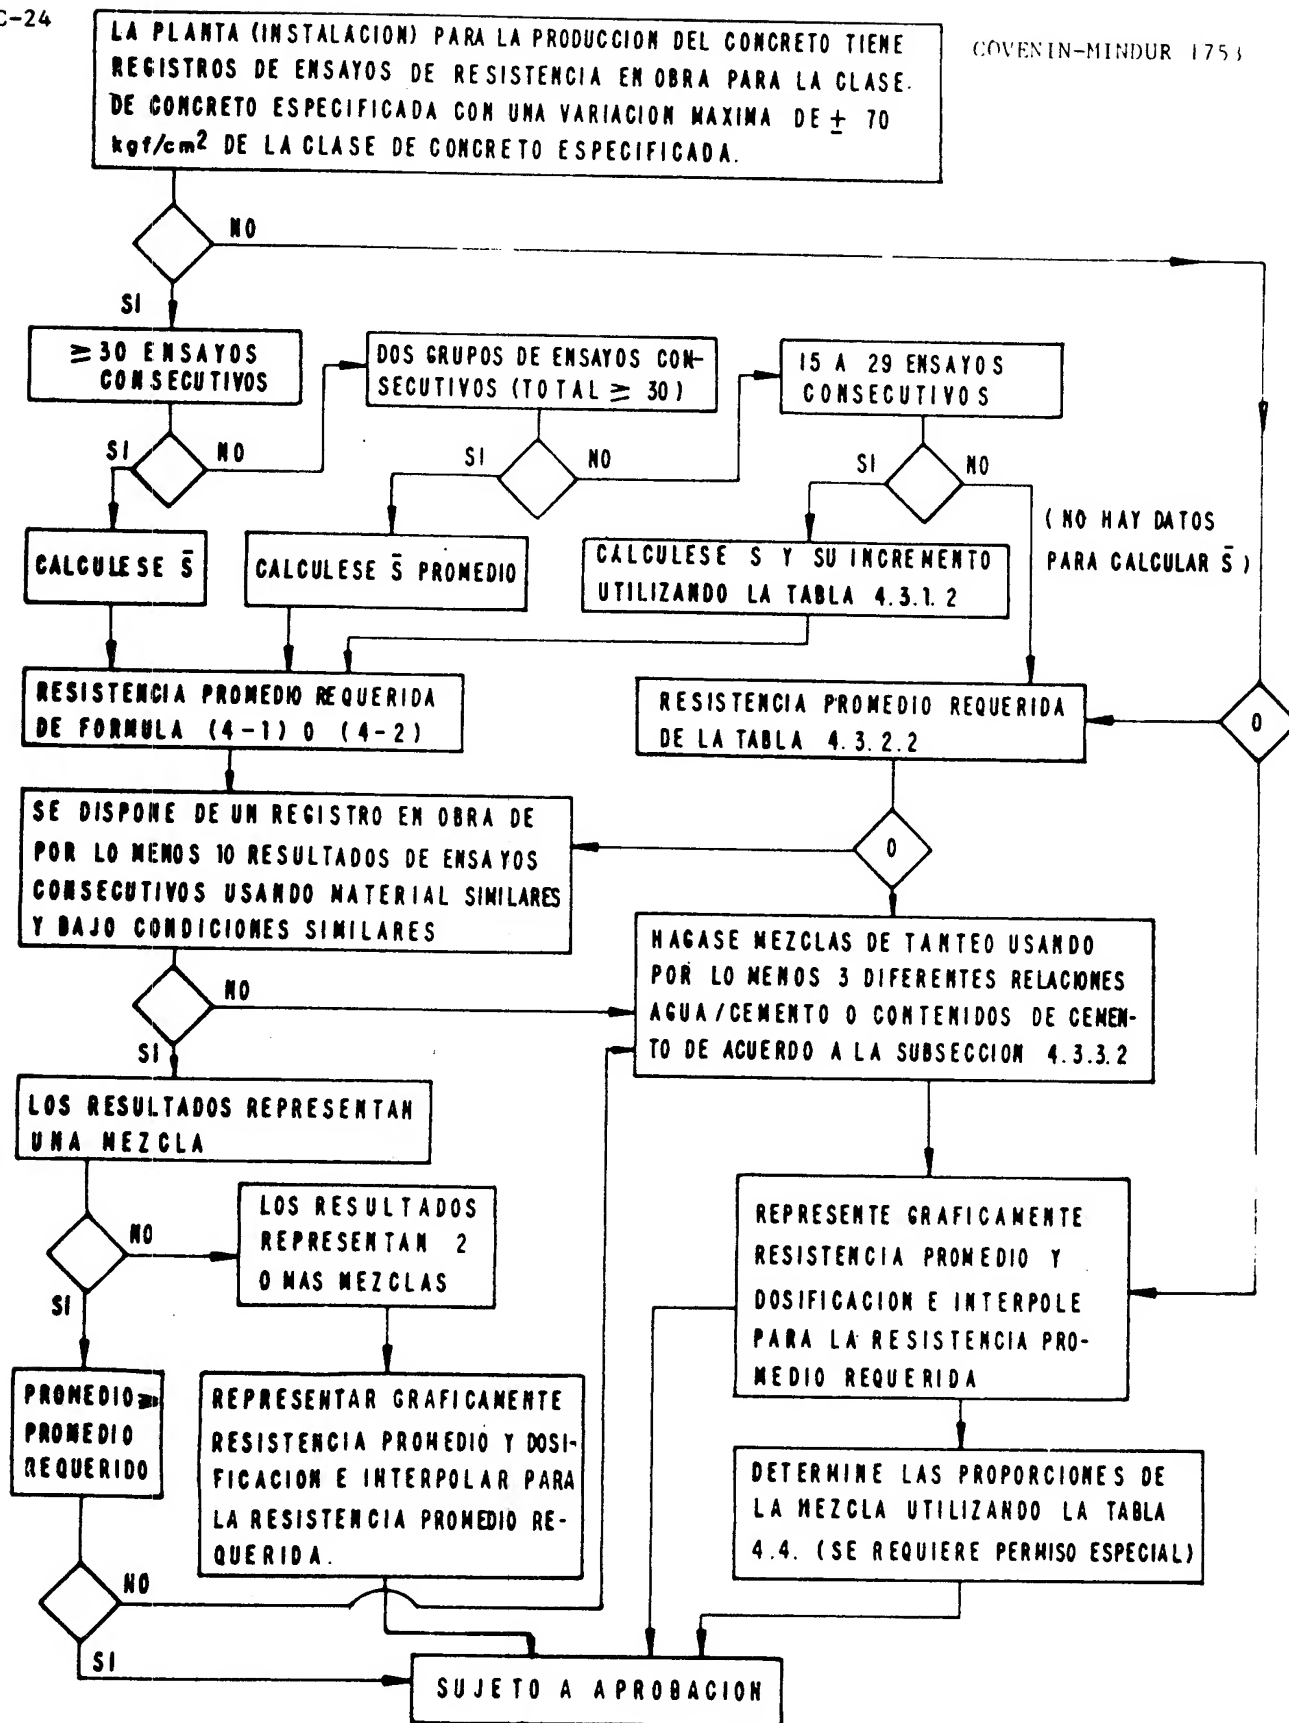 C-24
COVENIN-MINDUR 1753
LA PLANTA (INSTALACION) PARA LA PRODUCCION DEL CONCRETO TIENE
REGISTROS DE ENSAYOS DE RESISTENCIA EN OBRA PARA LA CLASE.
DE CONCRETO ESPECIFICADA CON UNA VARIACION MAXIMA DE ± 70
kgf/cm² DE LA CLASE DE CONCRETO ESPECIFICADA.
NO
SI
≥30 ENSAYOS
CONSECUTIVOS
DOS GRUPOS DE ENSAYOS CON-
SECUTIVOS (TOTAL ≥ 30)
15 A 29 ENSAYOS
CONSECUTIVOS
SI
NO
SI
NO
SI
NO
(NO HAY DATOS
PARA CALCULAR S̄)
CALCULESE S̄
CALCULESE S̄ PROMEDIO
CALCULESE S Y SU INCREMENTO
UTILIZANDO LA TABLA 4.3.1.2
RESISTENCIA PROMEDIO REQUERIDA
DE FORMULA (4-1) O (4-2)
RESISTENCIA PROMEDIO REQUERIDA
DE LA TABLA 4.3.2.2
O
SE DISPONE DE UN REGISTRO EN OBRA DE
POR LO MENOS 10 RESULTADOS DE ENSAYOS
CONSECUTIVOS USANDO MATERIAL SIMILARES
Y BAJO CONDICIONES SIMILARES
O
HAGASE MEZCLAS DE TANTEO USANDO
POR LO MENOS 3 DIFERENTES RELACIONES
AGUA/CEMENTO O CONTENIDOS DE CEMEN-
TO DE ACUERDO A LA SUBSECCION 4.3.3.2
NO
SI
LOS RESULTADOS REPRESENTAN
UNA MEZCLA
NO
SI
LOS RESULTADOS
REPRESENTAN 2
O MAS MEZCLAS
REPRESENTE GRAFICAMENTE
RESISTENCIA PROMEDIO Y
DOSIFICACION E INTERPOLE
PARA LA RESISTENCIA PRO-
MEDIO REQUERIDA
PROMEDIO≥
PROMEDIO
REQUERIDO
REPRESENTAR GRAFICAMENTE
RESISTENCIA PROMEDIO Y DOSI-
FICACION E INTERPOLAR PARA
LA RESISTENCIA PROMEDIO RE-
QUERIDA.
DETERMINE LAS PROPORCIONES DE
LA MEZCLA UTILIZANDO LA TABLA
4.4. (SE REQUIERE PERMISO ESPECIAL)
NO
SI
SUJETO A APROBACION